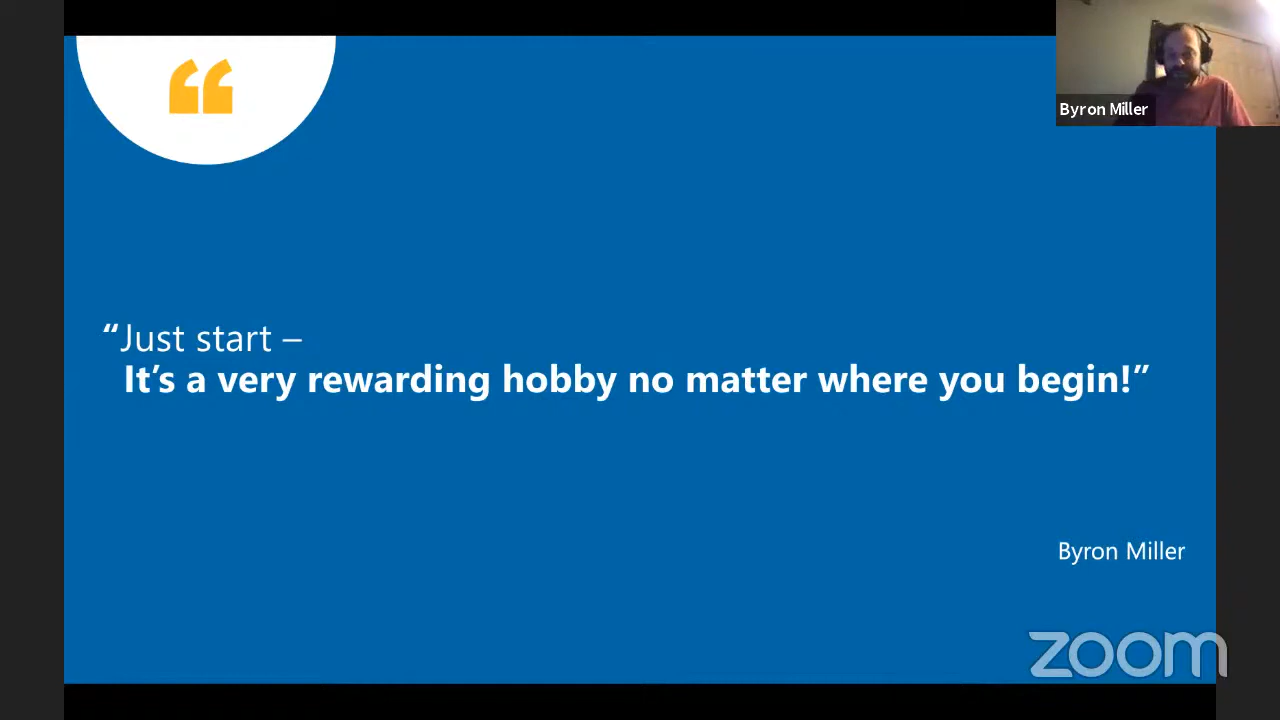 Byron Miller
“Just start –
It’s a very rewarding hobby no matter where you begin!”
Byron Miller
zoom